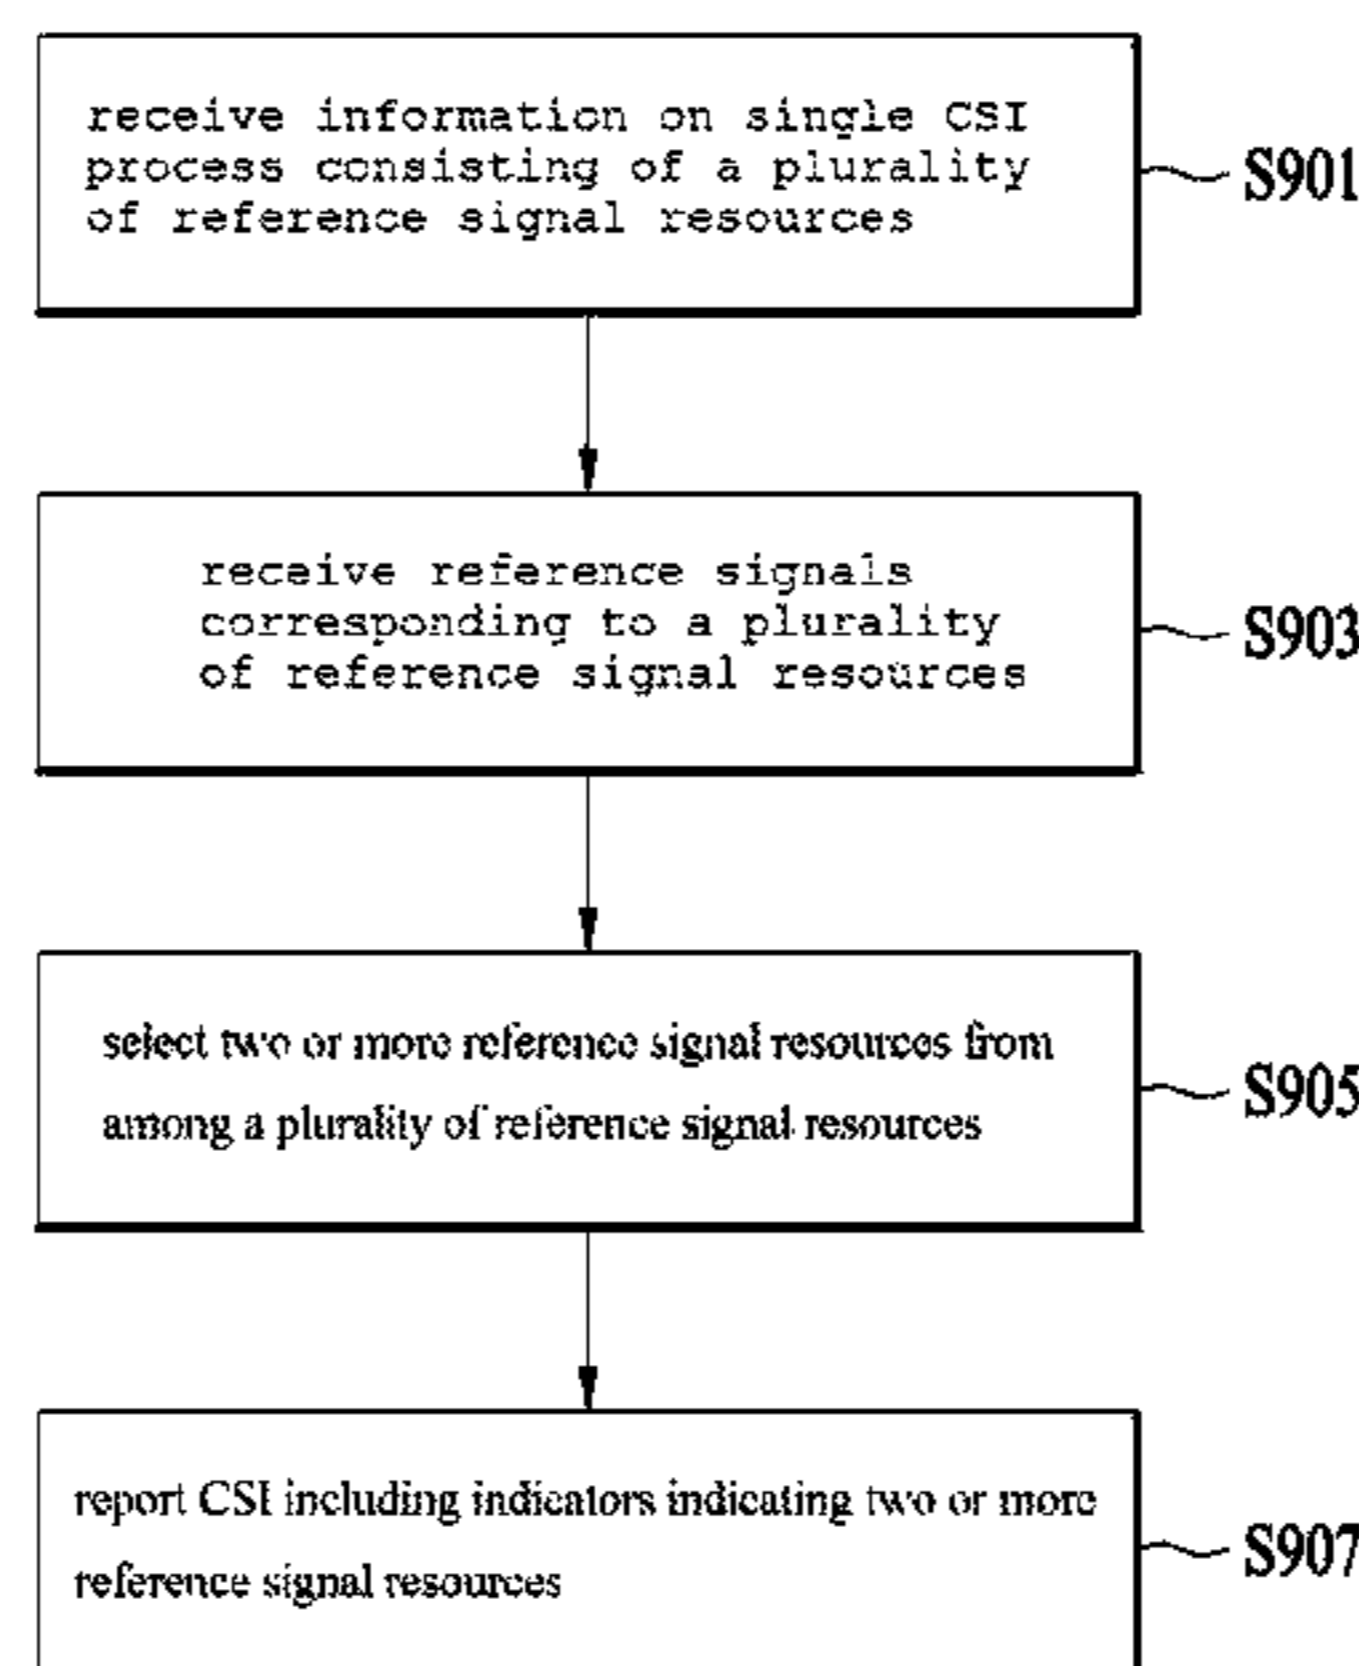 receive information on single CSI
process consisting of a plurality
of reference signal resources
S901
receive reference signals
corresponding to a plurality
of reference signal resources
S903
select two or more reference signal resources from
among a plurality of reference signal resources
S905
report CSI including indicators indicating two or more
reference signal resources
S907